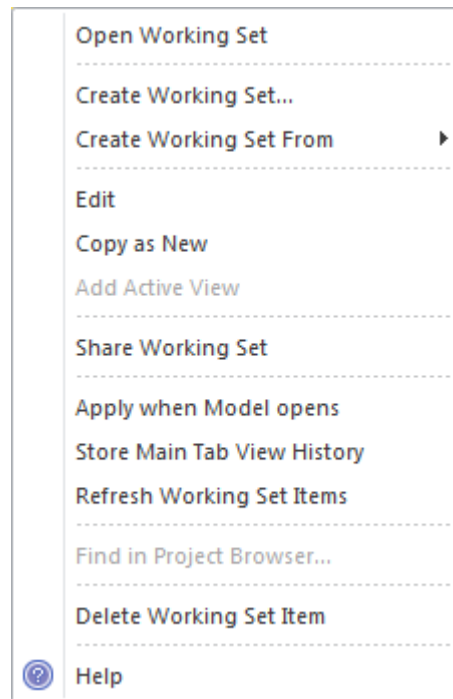 Open Working Set
Create Working Set...
Create Working Set From
Edit
Copy as New
Add Active View
Share Working Set
Apply when Model opens
Store Main Tab View History
Refresh Working Set Items
Find in Project Browser...
Delete Working Set Item
Help